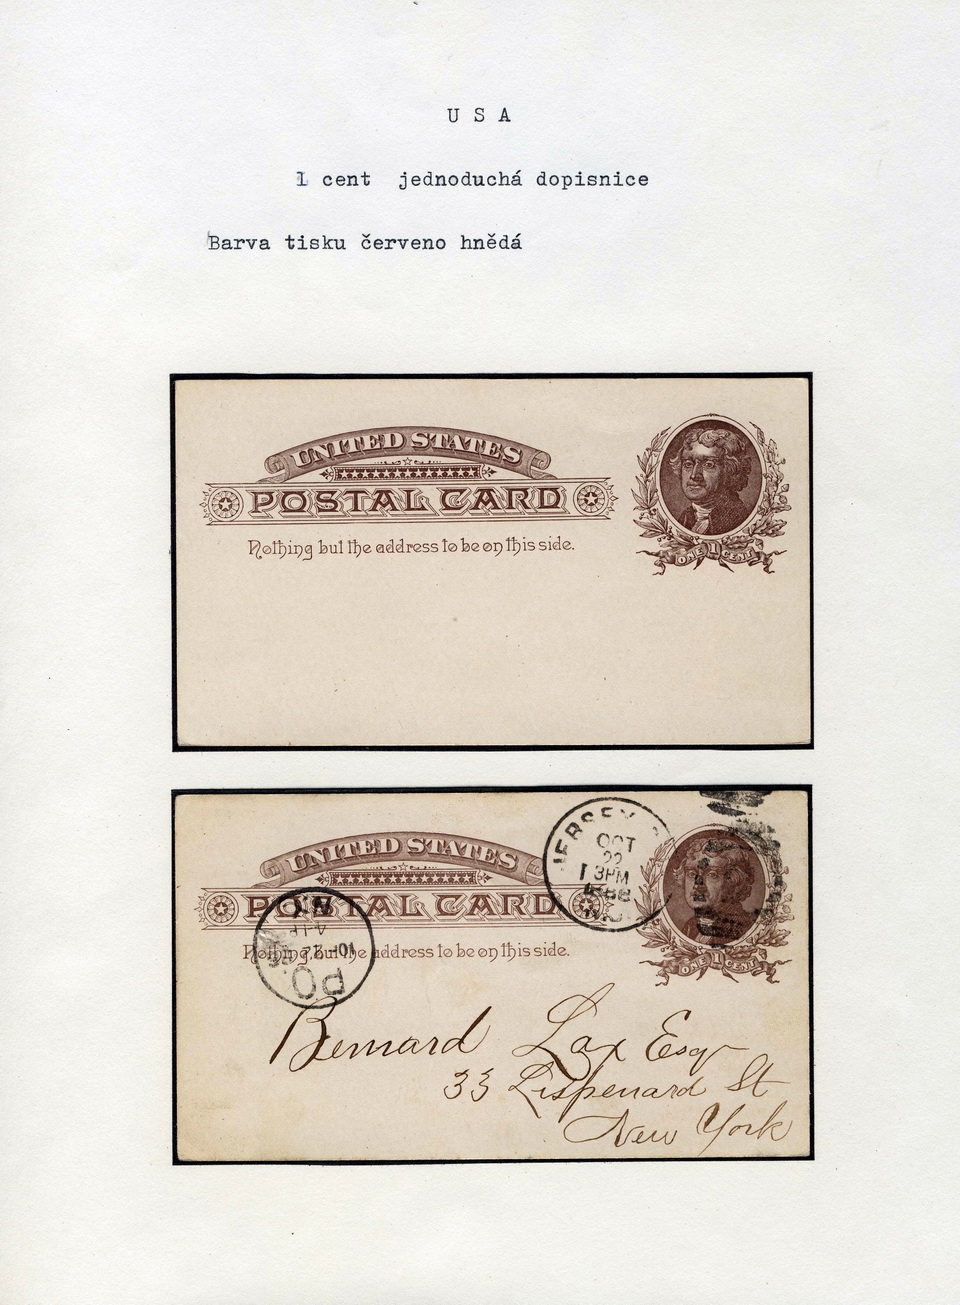 U S A
1 cent jednoduchá dopisnice
Barva tisku červeno hnědá
UNITED STATES
POSTAL CARD
Nothing but the address to be on this side.
ONE 1 CENT
UNITED STATES
POSTAL CARD
Nothing but the address to be on this side.
ONE 1 CENT
JERSEY
OCT
22
3PM
1888
N.J.
P.O.
N Y
Bernard Lax Esq
33 Lispenard St
New York